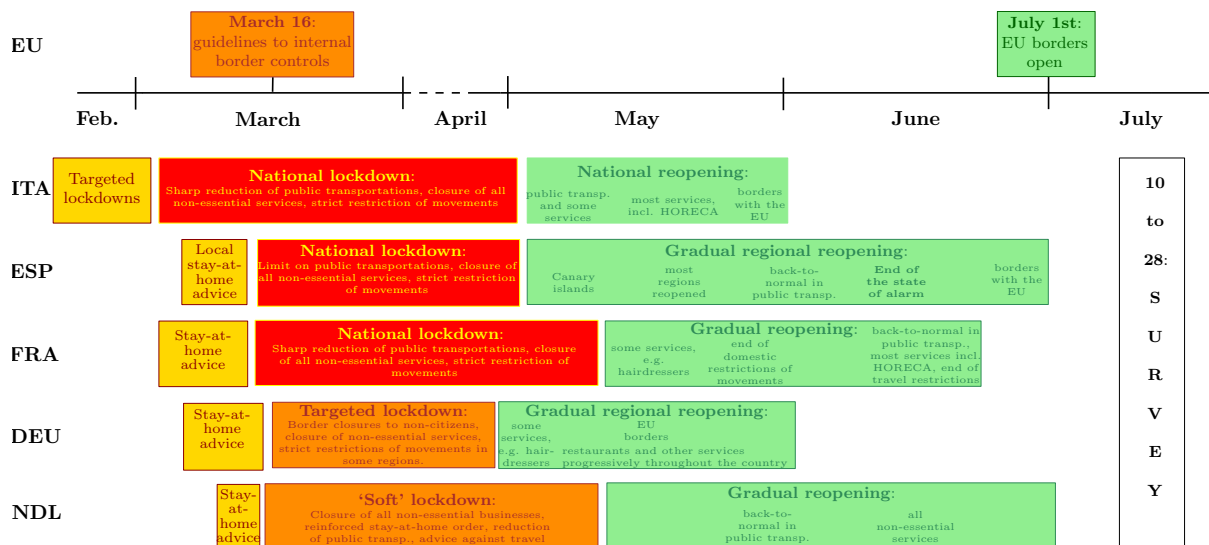 EU
March 16:
guidelines to internal
border controls
July 1st:
EU borders
open
Feb.
March
April
May
June
July
ITA
Targeted
lockdowns
National lockdown:
Sharp reduction of public transportations, closure of all
non-essential services, strict restriction of movements
National reopening:
public transp.
and some
services
most services,
incl. HORECA
borders
with the
EU
ESP
Local
stay-at-
home
advice
National lockdown:
Limit on public transportations, closure of
all non-essential services, strict restriction
of movements
Gradual regional reopening:
Canary
islands
most
regions
reopened
back-to-
normal in
public transp.
End of
the state
of alarm
borders
with the
EU
FRA
Stay-at-
home
advice
National lockdown:
Sharp reduction of public transportations, closure
of all non-essential services, strict restriction of
movements
Gradual reopening:
some services,
e.g.
hairdressers
end of
domestic
restrictions of
movements
back-to-normal in
public transp.,
most services incl.
HORECA, end of
travel restrictions
DEU
Stay-at-
home
advice
Targeted lockdown:
Border closures to non-citizens,
closure of non-essential services,
strict restrictions of movements in
some regions.
Gradual regional reopening:
some
services,
e.g. hair-
dressers
EU
borders
restaurants and other services
progressively throughout the country
NDL
Stay-
at-
home
advice
‘Soft’ lockdown:
Closure of all non-essential businesses,
reinforced stay-at-home order, reduction
of public transp., advice against travel
Gradual reopening:
back-to-
normal in
public transp.
all
non-essential
services
10
to
28:
S
U
R
V
E
Y